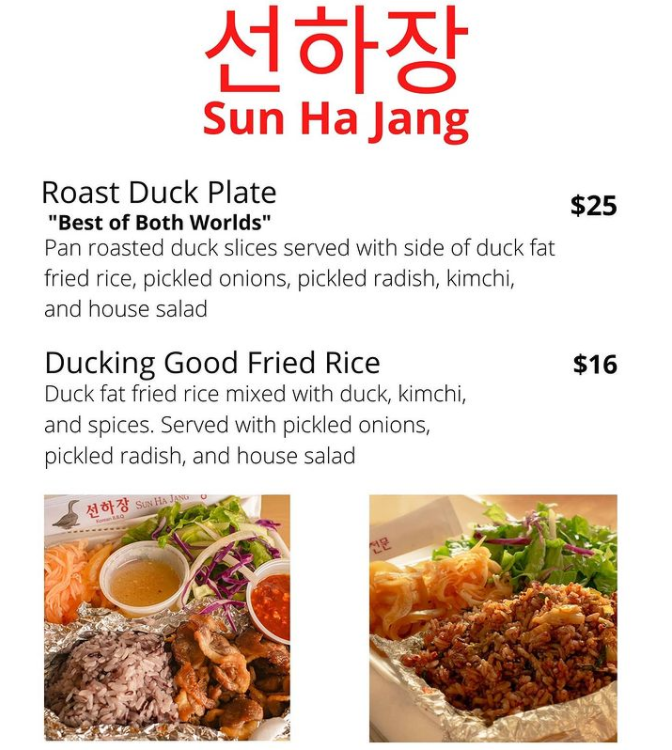 선하장
Sun Ha Jang
Roast Duck Plate
$25
"Best of Both Worlds"
Pan roasted duck slices served with side of duck fat
fried rice, pickled onions, pickled radish, kimchi,
and house salad
Ducking Good Fried Rice
$16
Duck fat fried rice mixed with duck, kimchi,
and spices. Served with pickled onions,
pickled radish, and house salad
선하장 SUN HA JANG
Korean B.B.Q
전문